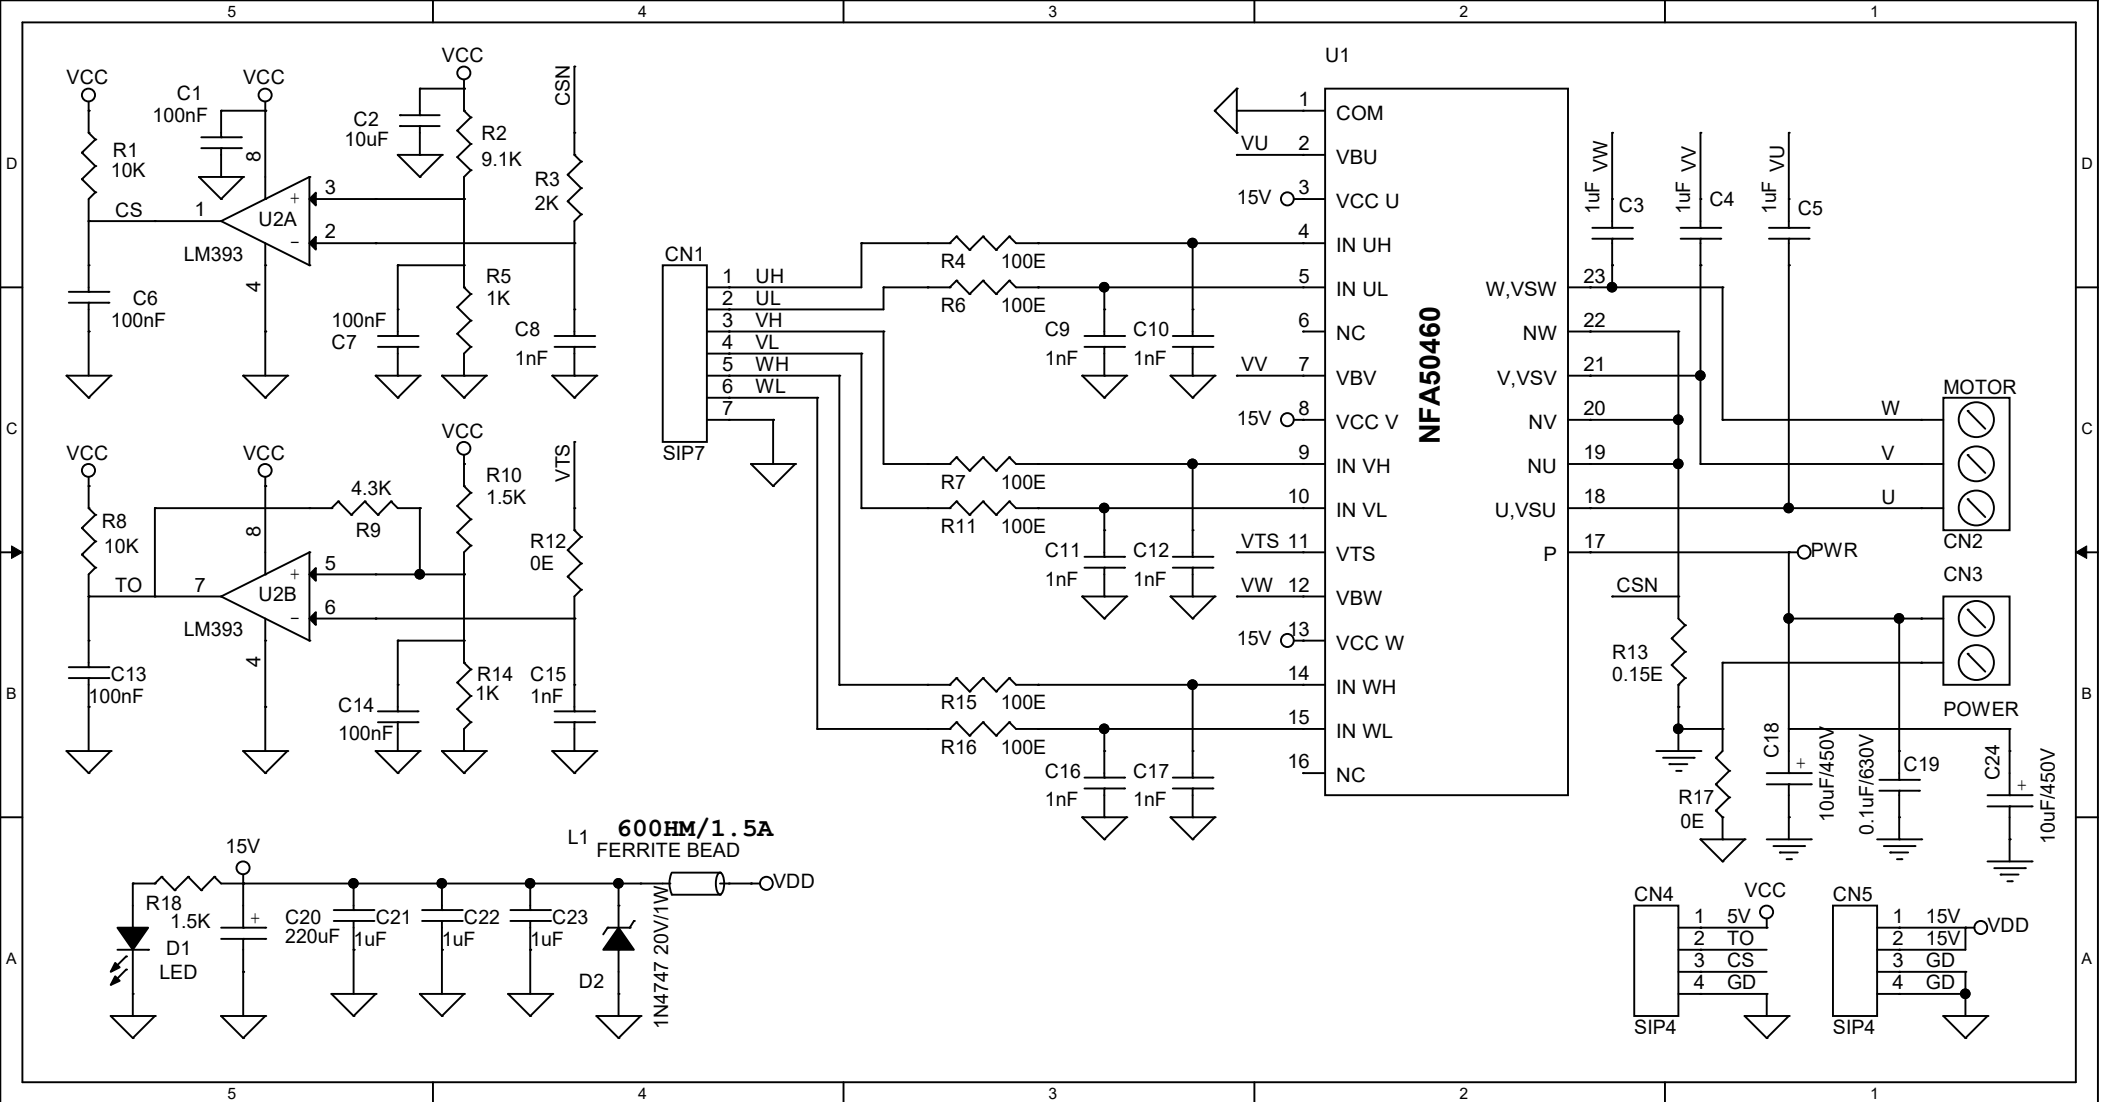 5 4 3 2 1
D
C
B
A
D
C
B
A
5 4 3 2 1
VCC
R1
10K
C1
100nF
VCC
8
CS
1
U2A
+
−
LM393
4
3
2
C6
100nF
VCC
C2
10uF
R2
9.1K
CSN
R3
2K
R5
1K
100nF
C7
C8
1nF
VCC
R8
10K
VCC
8
4.3K
R9
TO
7
U2B
+
−
LM393
4
5
6
C13
100nF
VCC
R10
1.5K
VTS
R12
0E
C14
100nF
R14
1K
C15
1nF
CN1
1 UH
2 UL
3 VH
4 VL
5 WH
6 WL
7
SIP7
R4 100E
R6 100E
C9
1nF
C10
1nF
R7 100E
R11 100E
C11
1nF
C12
1nF
R15 100E
R16 100E
C16
1nF
C17
1nF
U1
NFA50460
1 COM
VU 2 VBU
15V 3 VCC U
4 IN UH
5 IN UL
6 NC
VV 7 VBV
15V 8 VCC V
9 IN VH
10 IN VL
VTS 11 VTS
VW 12 VBW
15V 13 VCC W
14 IN WH
15 IN WL
16 NC
W,VSW 23
NW 22
V,VSV 21
NV 20
NU 19
U,VSU 18
P 17
VW
1uF
C3
VV
1uF
C4
VU
1uF
C5
MOTOR
W
V
U
CN2
PWR
CN3
POWER
CSN
R13
0.15E
R17
0E
C18
+
10uF/450V
C19
0.1uF/630V
C24
+
10uF/450V
15V
R18
1.5K
D1
LED
+
C20
220uF
C21
1uF
C22
1uF
C23
1uF
D2
1N4747 20V/1W
L1
600HM/1.5A
FERRITE BEAD
VDD
CN4
VCC
1 5V
2 TO
3 CS
4 GD
SIP4
CN5
1 15V
VDD
2 15V
3 GD
4 GD
SIP4